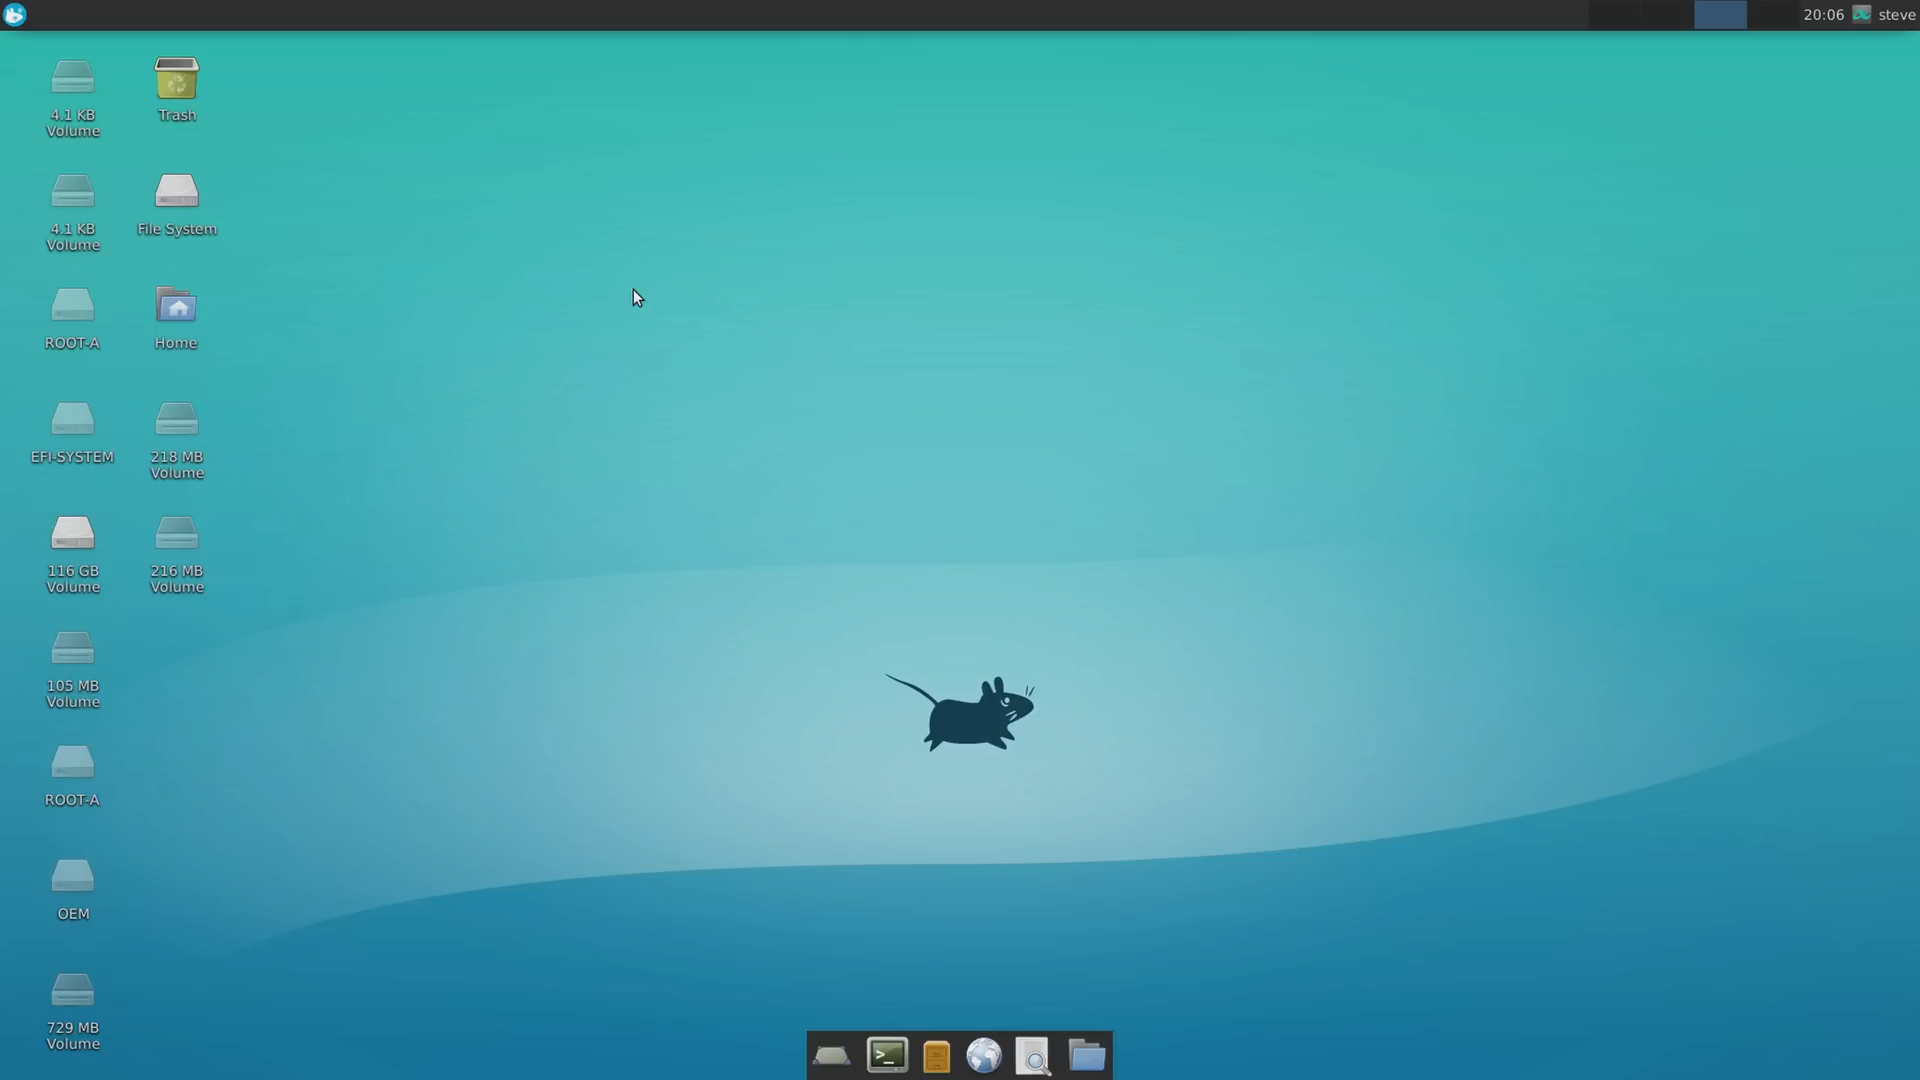 20:06 steve
4.1 KB
Volume
Trash
4.1 KB
Volume
File System
ROOT-A
Home
EFI-SYSTEM
218 MB
Volume
116 GB
Volume
216 MB
Volume
105 MB
Volume
ROOT-A
OEM
729 MB
Volume
>_